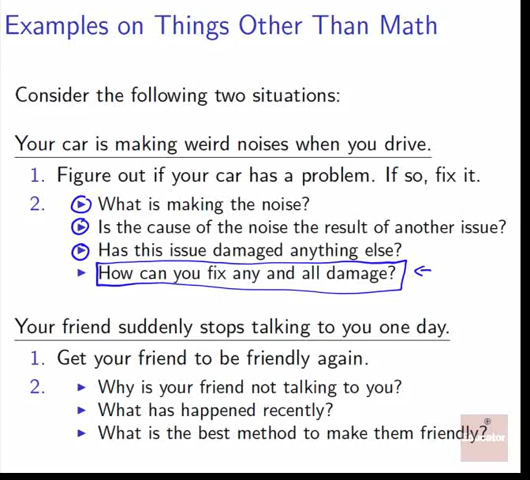 Examples on Things Other Than Math
Consider the following two situations:
Your car is making weird noises when you drive.
1. Figure out if your car has a problem. If so, fix it.
2. ▶ What is making the noise?
▶ Is the cause of the noise the result of another issue?
▶ Has this issue damaged anything else?
▶ How can you fix any and all damage?
Your friend suddenly stops talking to you one day.
1. Get your friend to be friendly again.
2. ▶ Why is your friend not talking to you?
▶ What has happened recently?
▶ What is the best method to make them friendly?